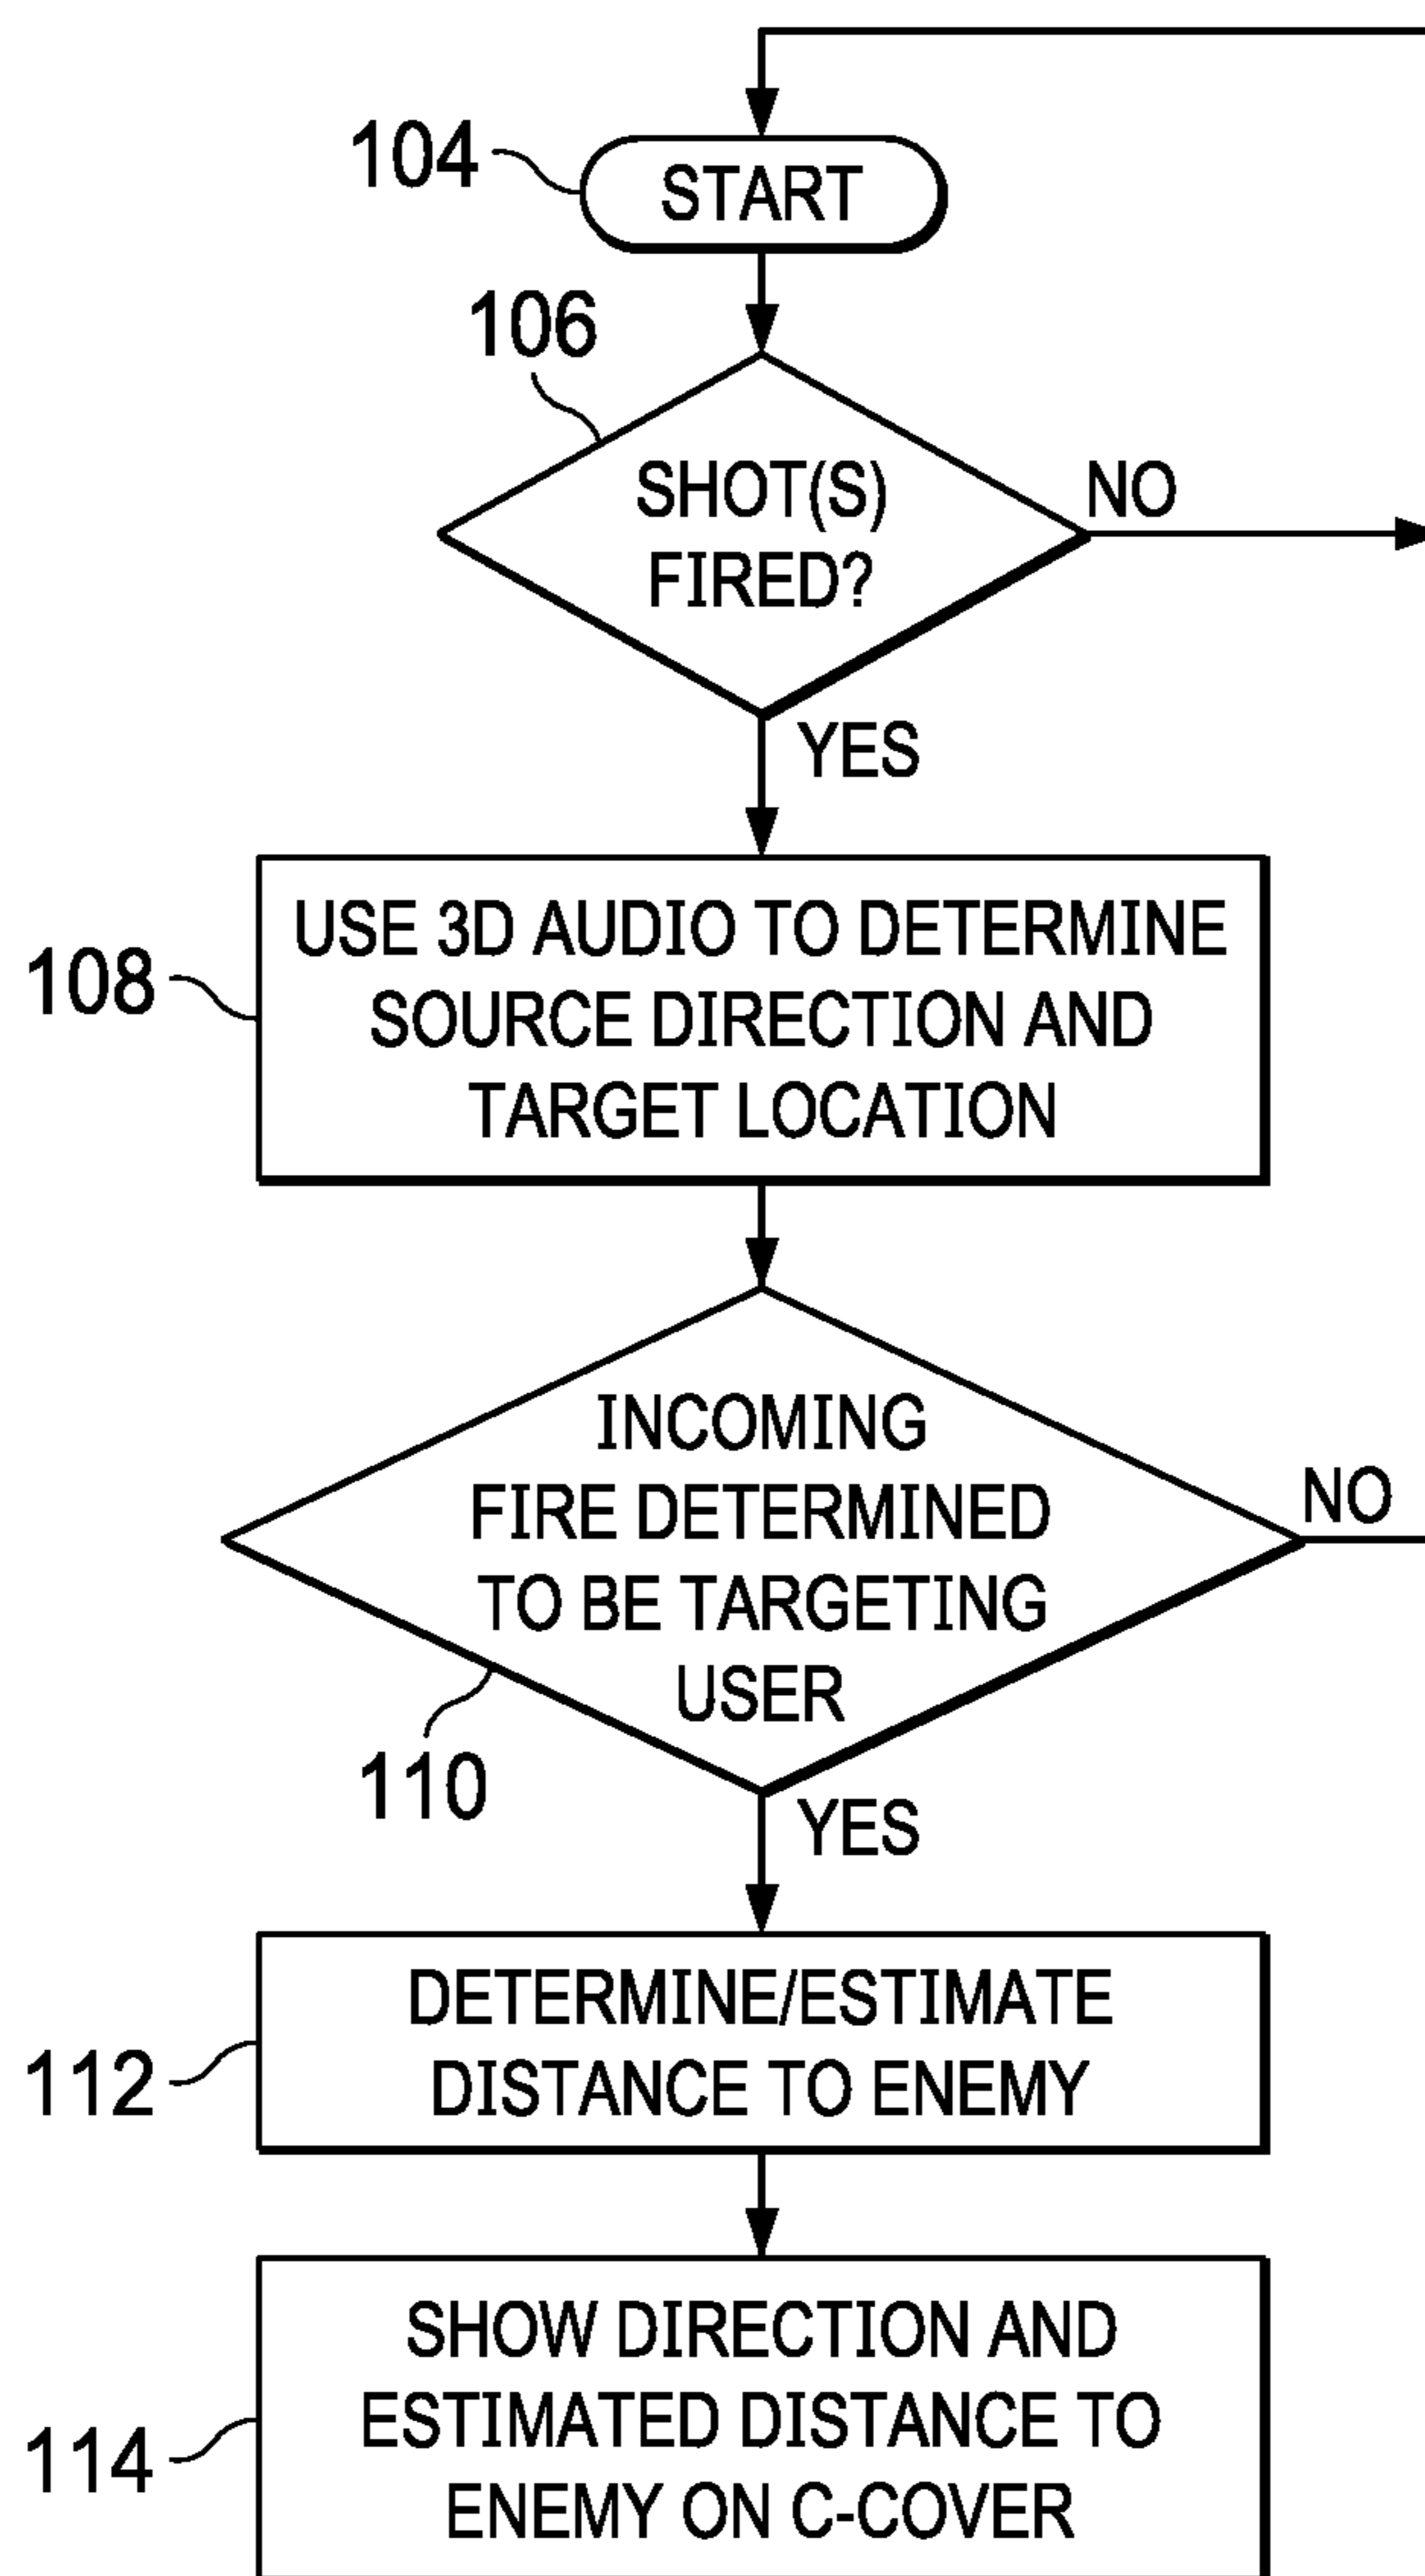 104
START
106
SHOT(S)
FIRED?
NO
YES
108
USE 3D AUDIO TO DETERMINE
SOURCE DIRECTION AND
TARGET LOCATION
INCOMING
FIRE DETERMINED
TO BE TARGETING
USER
NO
110
YES
112
DETERMINE/ESTIMATE
DISTANCE TO ENEMY
114
SHOW DIRECTION AND
ESTIMATED DISTANCE TO
ENEMY ON C-COVER